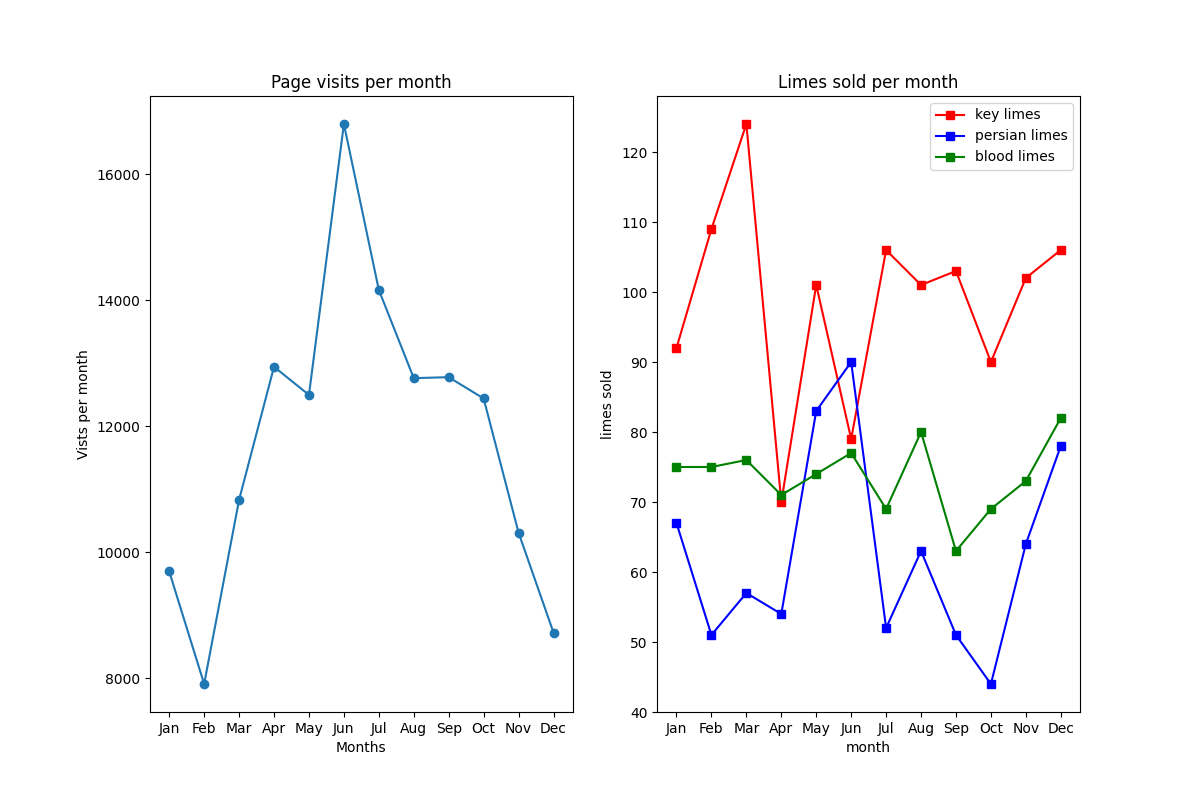 Page visits per month
16000
14000
12000
10000
8000
Vists per month
Jan Feb Mar Apr May Jun Jul Aug Sep Oct Nov Dec
Months
Limes sold per month
key limes
persian limes
blood limes
120
110
100
90
80
70
60
50
40
limes sold
Jan Feb Mar Apr May Jun Jul Aug Sep Oct Nov Dec
month